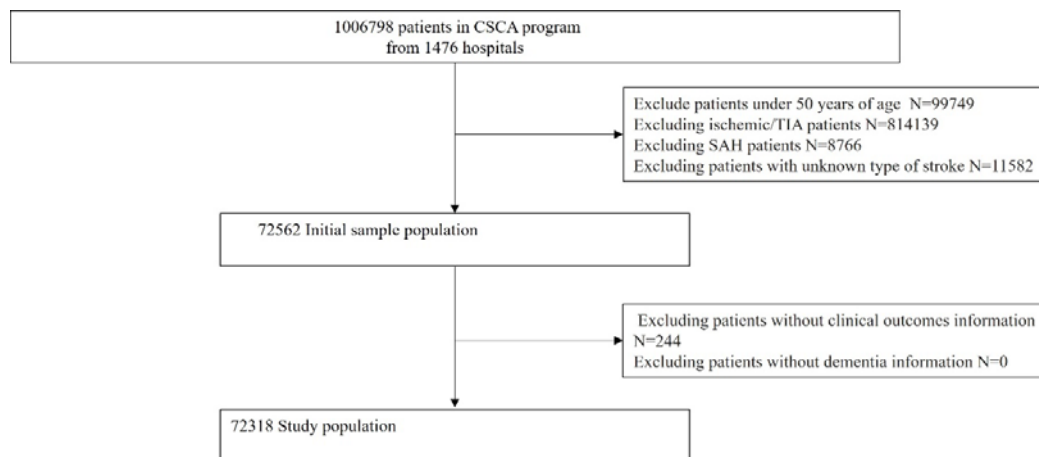 1006798 patients in CSCA program
from 1476 hospitals
Exclude patients under 50 years of age N=99749
Excluding ischemic/TIA patients N=814139
Excluding SAH patients N=8766
Excluding patients with unknown type of stroke N=11582
72562 Initial sample population
Excluding patients without clinical outcomes information
N=244
Excluding patients without dementia information N=0
72318 Study population